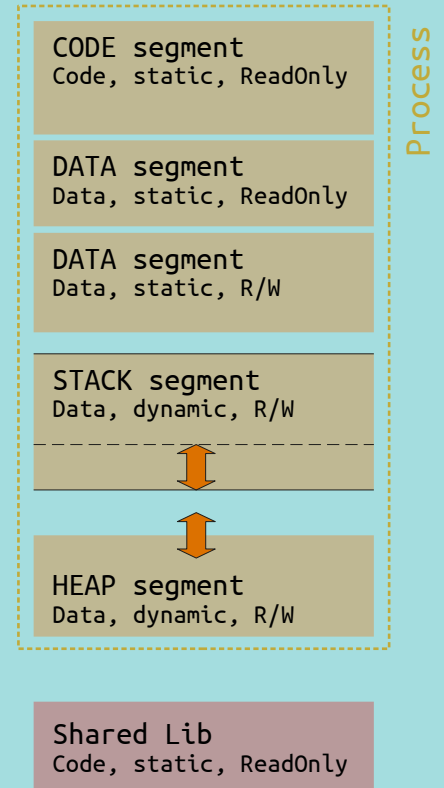 CODE segment
Code, static, ReadOnly
Process
DATA segment
Data, static, ReadOnly
DATA segment
Data, static, R/W
STACK segment
Data, dynamic, R/W
HEAP segment
Data, dynamic, R/W
Shared Lib
Code, static, ReadOnly